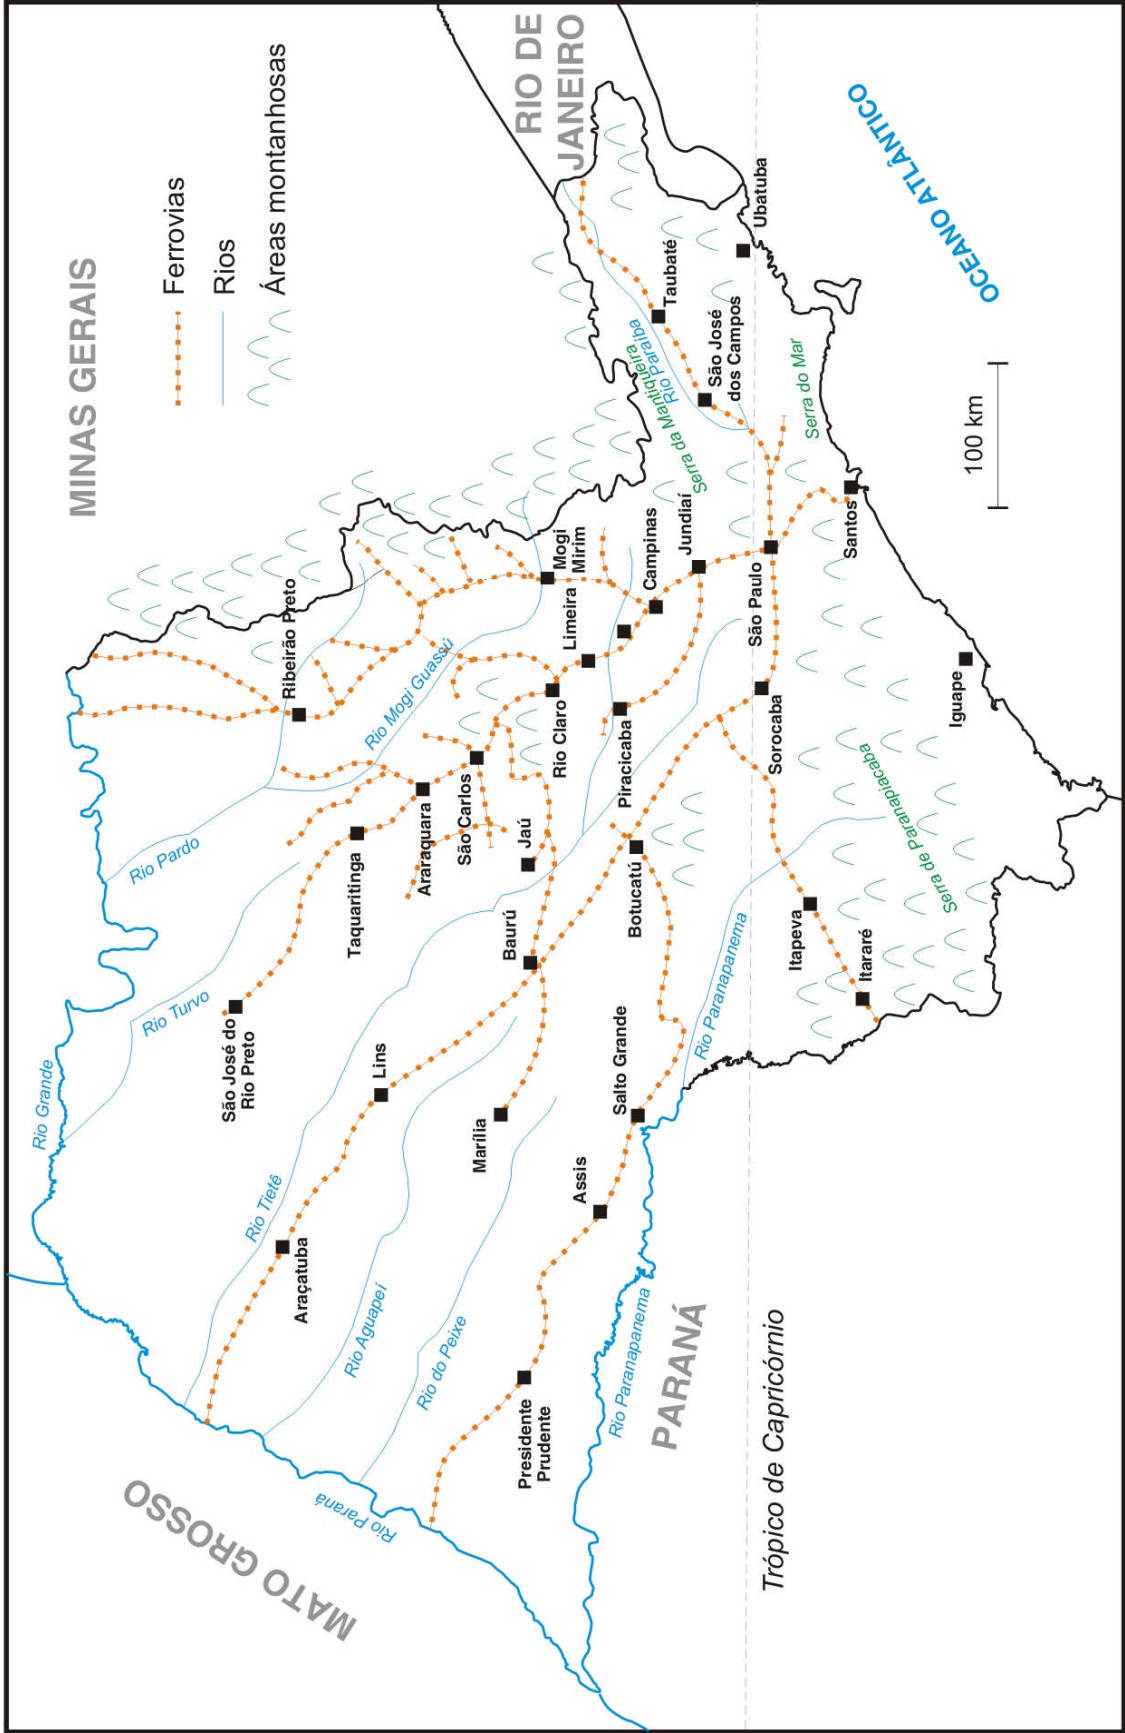 MINAS GERAIS
Ferrovias
Rios
Áreas montanhosas
RIO DE
JANEIRO
MATO GROSSO
PARANÁ
OCEANO ATLÂNTICO
Trópico de Capricórnio
100 km
Rio Grande
Rio Turvo
Rio Pardo
Rio Mogi Guassú
Rio Tietê
Rio Aguapeí
Rio do Peixe
Rio Paraná
Rio Paranapanema
Rio Paranapanema
Rio Paraiba
Serra da Mantiqueira
Serra do Mar
Serra de Paranapiacaba
São José do
Rio Preto
Ribeirão Preto
Taquaritinga
Araraquara
São Carlos
Araçatuba
Lins
Marília
Baurú
Jaú
Rio Claro
Limeira
Mogi
Mirim
Campinas
Jundiaí
Piracicaba
Presidente
Prudente
Assis
Salto Grande
Botucatú
Sorocaba
São Paulo
São José
dos Campos
Taubaté
Ubatuba
Santos
Itapeva
Itararé
Iguape